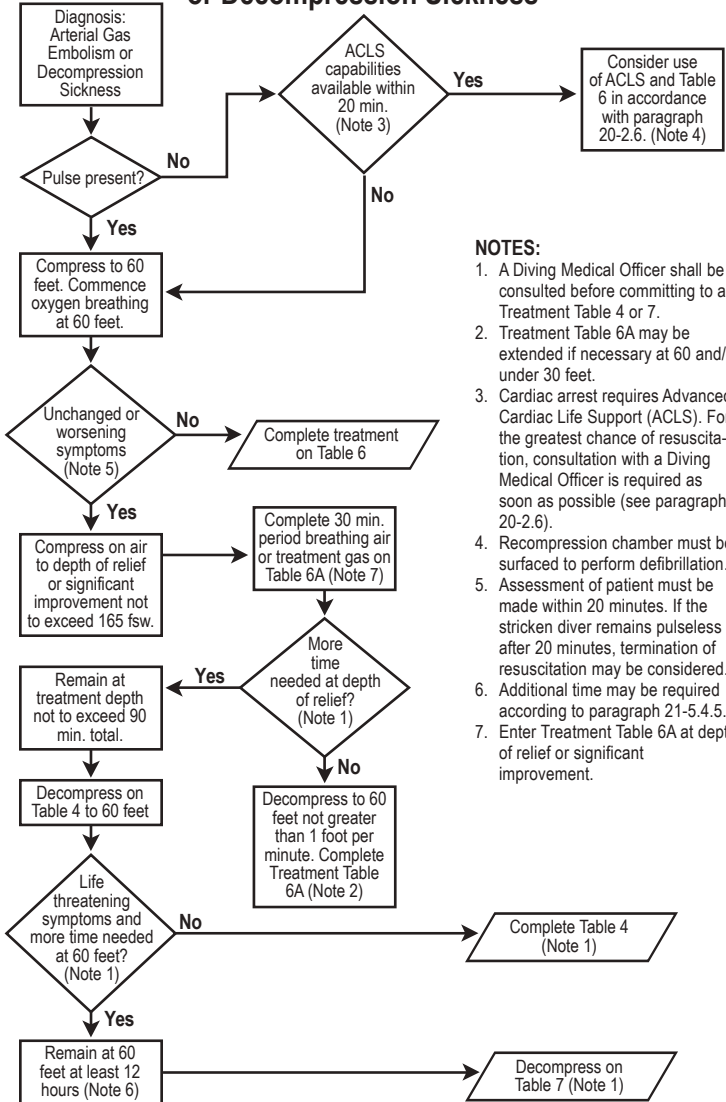 or Decompression Sickness
Diagnosis:
Arterial Gas
Embolism or
Decompression
Sickness
ACLS
capabilities
available within
20 min.
(Note 3)
Yes
Consider use
of ACLS and Table
6 in accordance
with paragraph
20-2.6. (Note 4)
Pulse present?
No
No
Yes
Compress to 60
feet. Commence
oxygen breathing
at 60 feet.
NOTES:
1. A Diving Medical Officer shall be
consulted before committing to a
Treatment Table 4 or 7.
2. Treatment Table 6A may be
extended if necessary at 60 and/
under 30 feet.
3. Cardiac arrest requires Advanced
Cardiac Life Support (ACLS). For
the greatest chance of resuscita-
tion, consultation with a Diving
Medical Officer is required as
soon as possible (see paragraph
20-2.6).
4. Recompression chamber must be
surfaced to perform defibrillation.
5. Assessment of patient must be
made within 20 minutes. If the
stricken diver remains pulseless
after 20 minutes, termination of
resuscitation may be considered.
6. Additional time may be required
according to paragraph 21-5.4.5.
7. Enter Treatment Table 6A at dept
of relief or significant
improvement.
Unchanged or
worsening
symptoms
(Note 5)
No
Complete treatment
on Table 6
Yes
Compress on air
to depth of relief
or significant
improvement not
to exceed 165 fsw.
Complete 30 min.
period breathing air
or treatment gas on
Table 6A (Note 7)
More
time
needed at depth
of relief?
(Note 1)
Yes
Remain at
treatment depth
not to exceed 90
min. total.
No
Decompress to 60
feet not greater
than 1 foot per
minute. Complete
Treatment Table
6A (Note 2)
Decompress on
Table 4 to 60 feet
Life
threatening
symptoms and
more time needed
at 60 feet?
(Note 1)
No
Complete Table 4
(Note 1)
Yes
Remain at 60
feet at least 12
hours (Note 6)
Decompress on
Table 7 (Note 1)